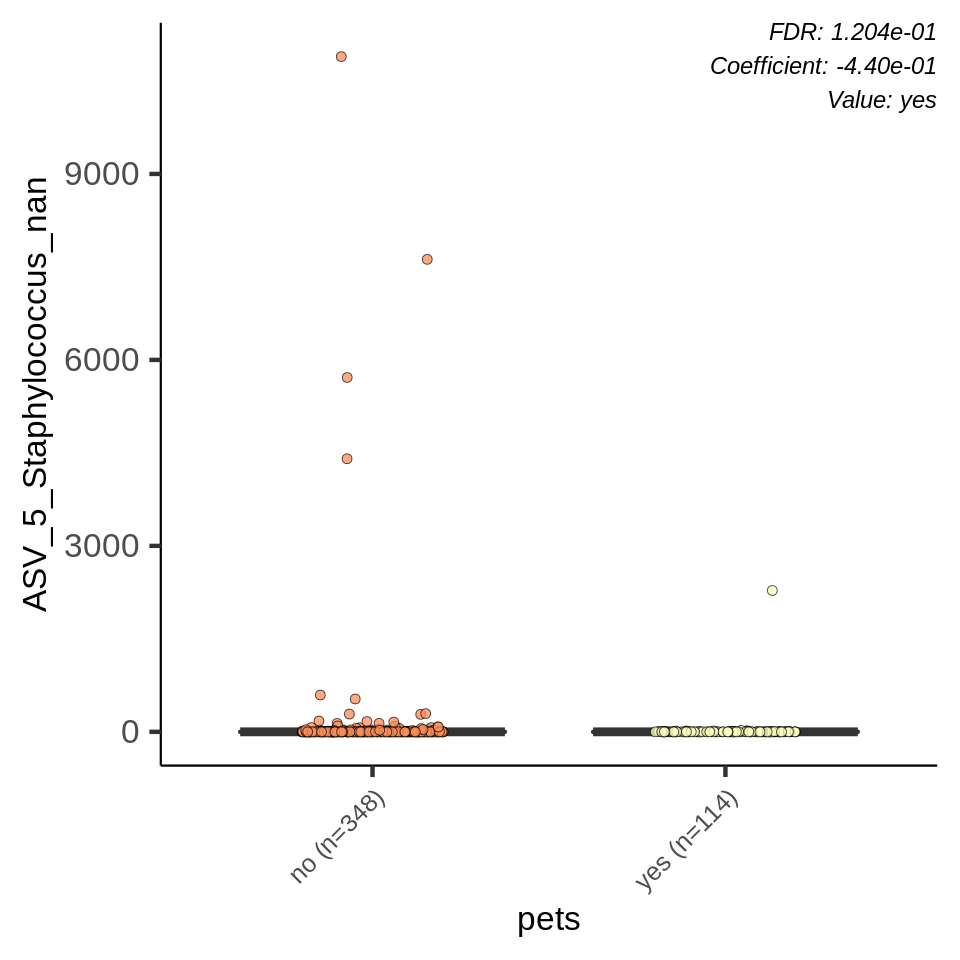 FDR: 1.204e-01
Coefficient: -4.40e-01
Value: yes
ASV_5_Staphylococcus_nan
9000
6000
3000
0
no (n=348)
yes (n=114)
pets